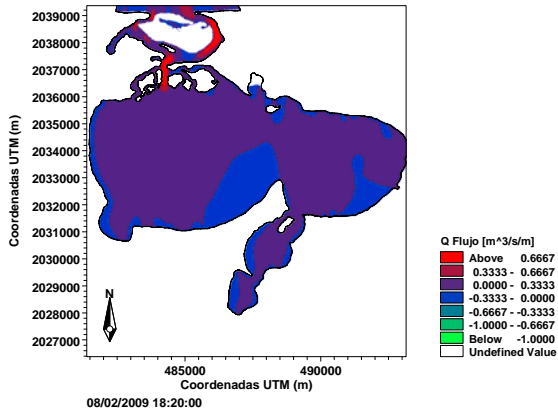 2039000
2038000
2037000
2036000
2035000
2034000
2033000
2032000
2031000
2030000
2029000
2028000
2027000
Coordenadas UTM (m)
N
485000 490000
Coordenadas UTM (m)
08/02/2009 18:20:00
Q Flujo [m^3/s/m]
Above 0.6667
0.3333 - 0.6667
0.0000 - 0.3333
-0.3333 - 0.0000
-0.6667 - -0.3333
-1.0000 - -0.6667
Below -1.0000
Undefined Value